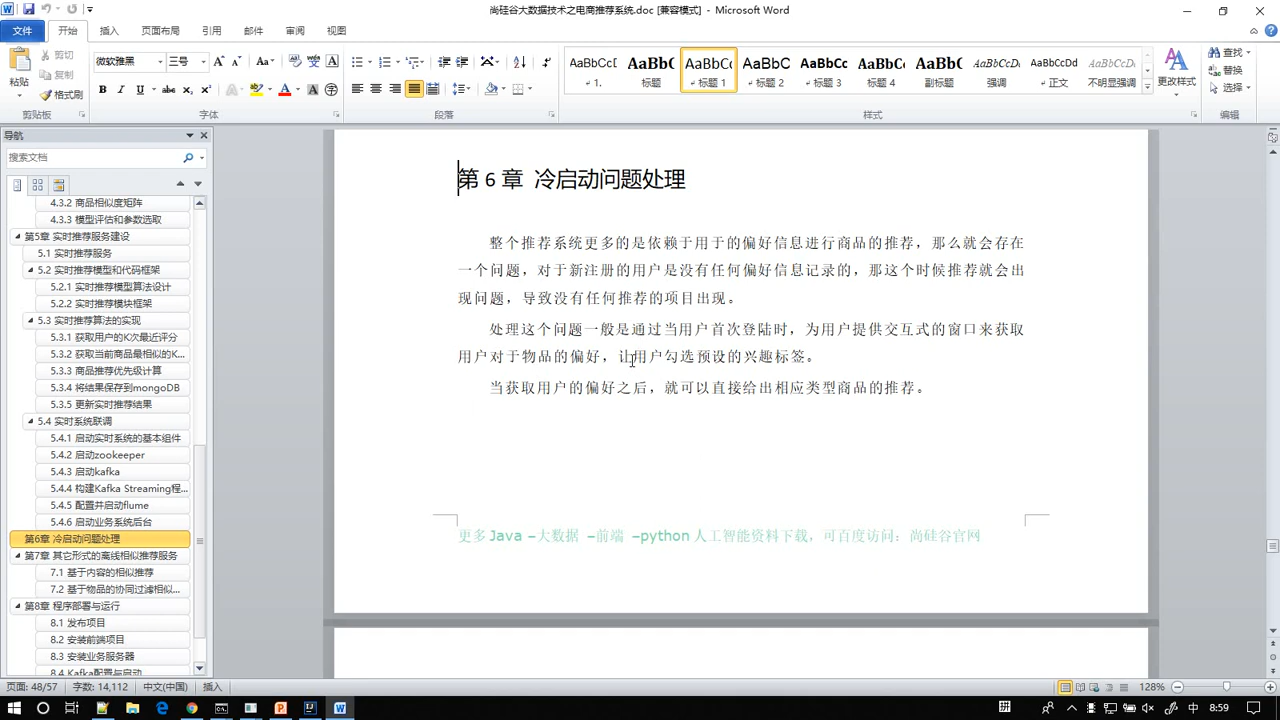 尚硅谷大数据技术之电商推荐系统.doc [兼容模式] - Microsoft Word
文件 开始 插入 页面布局 引用 邮件 审阅 视图
剪切
复制
格式刷
粘贴
微软雅黑 三号
B I U abc x₂ x² A A
AaBbCcD AaBbC AaBbCc AaBbC AaBbCc AaBbCc AaBbC AaBbCcDi AaBbCcDd AaBbCcDi
1. 标题 标题 1 标题 2 标题 3 标题 4 副标题 强调 正文 不明显强调
更改样式
查找
替换
选择
剪贴板 字体 段落 样式 编辑
导航
搜索文档
4.3.2 商品相似度矩阵
4.3.3 模型评估和参数选取
第5章 实时推荐服务建设
5.1 实时推荐服务
5.2 实时推荐模型和代码框架
5.2.1 实时推荐模型算法设计
5.2.2 实时推荐模块框架
5.3 实时推荐算法的实现
5.3.1 获取用户的K次最近评分
5.3.2 获取当前商品最相似的K...
5.3.3 商品推荐优先级计算
5.3.4 将结果保存到mongoDB
5.3.5 更新实时推荐结果
5.4 实时系统联调
5.4.1 启动实时系统的基本组件
5.4.2 启动zookeeper
5.4.3 启动kafka
5.4.4 构建Kafka Streaming程...
5.4.5 配置并启动flume
5.4.6 启动业务系统后台
第6章 冷启动问题处理
第7章 其它形式的离线相似推荐服务
7.1 基于内容的相似推荐
7.2 基于物品的协同过滤相似...
第8章 程序部署与运行
8.1 发布项目
8.2 安装前端项目
8.3 安装业务服务器
8.4 Kafka配置与启动
第 6 章 冷启动问题处理
整个推荐系统更多的是依赖于用于的偏好信息进行商品的推荐，那么就会存在
一个问题，对于新注册的用户是没有任何偏好信息记录的，那这个时候推荐就会出
现问题，导致没有任何推荐的项目出现。
处理这个问题一般是通过当用户首次登陆时，为用户提供交互式的窗口来获取
用户对于物品的偏好，让用户勾选预设的兴趣标签。
当获取用户的偏好之后，就可以直接给出相应类型商品的推荐。
更多 Java –大数据 –前端 –python 人工智能资料下载，可百度访问：尚硅谷官网
页面: 48/57 字数: 14,112 中文(中国) 插入 128%
拼 中 8:59